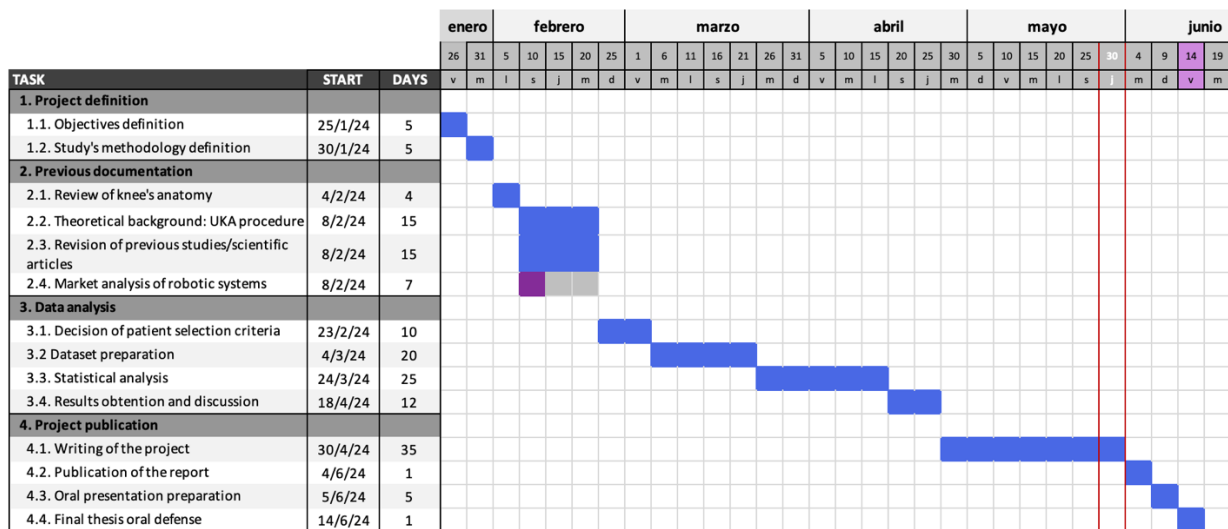 enero febrero marzo abril mayo junio
26 31 5 10 15 20 25 1 6 11 16 21 26 31 5 10 15 20 25 30 5 10 15 20 25 30 4 9 14 19
TASK START DAYS v m l s j m d v m l s j m d v m l s j m d v m l s j m d v m
1. Project definition
1.1. Objectives definition 25/1/24 5
1.2. Study's methodology definition 30/1/24 5
2. Previous documentation
2.1. Review of knee's anatomy 4/2/24 4
2.2. Theoretical background: UKA procedure 8/2/24 15
2.3. Revision of previous studies/scientific
articles 8/2/24 15
2.4. Market analysis of robotic systems 8/2/24 7
3. Data analysis
3.1. Decision of patient selection criteria 23/2/24 10
3.2 Dataset preparation 4/3/24 20
3.3. Statistical analysis 24/3/24 25
3.4. Results obtention and discussion 18/4/24 12
4. Project publication
4.1. Writing of the project 30/4/24 35
4.2. Publication of the report 4/6/24 1
4.3. Oral presentation preparation 5/6/24 5
4.4. Final thesis oral defense 14/6/24 1